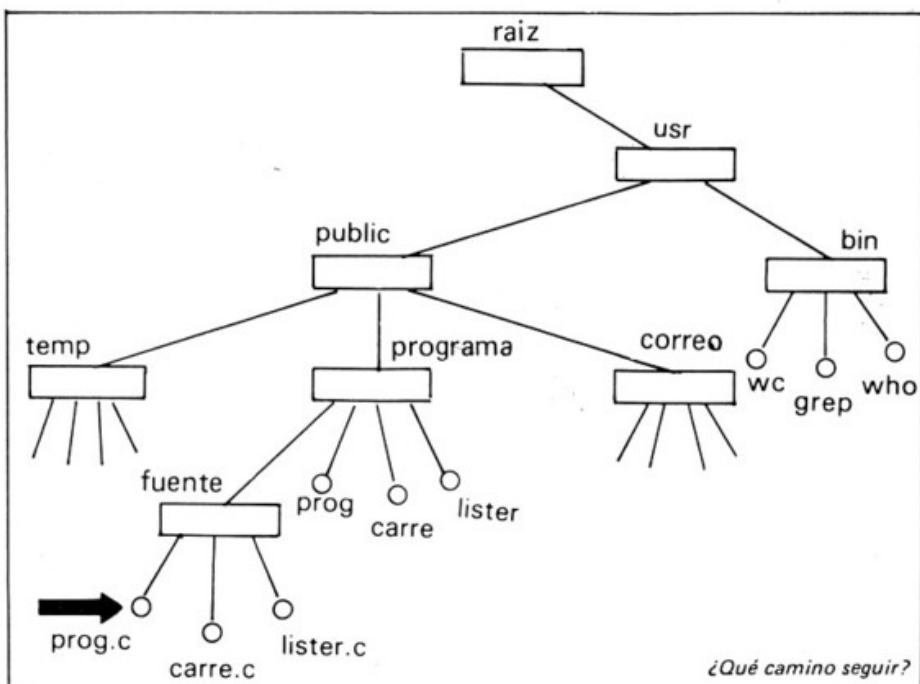 raiz
usr
public
bin
temp
programa
correo
wc
grep
who
fuente
prog
carre
lister
prog.c
carre.c
lister.c
¿Qué camino seguir?